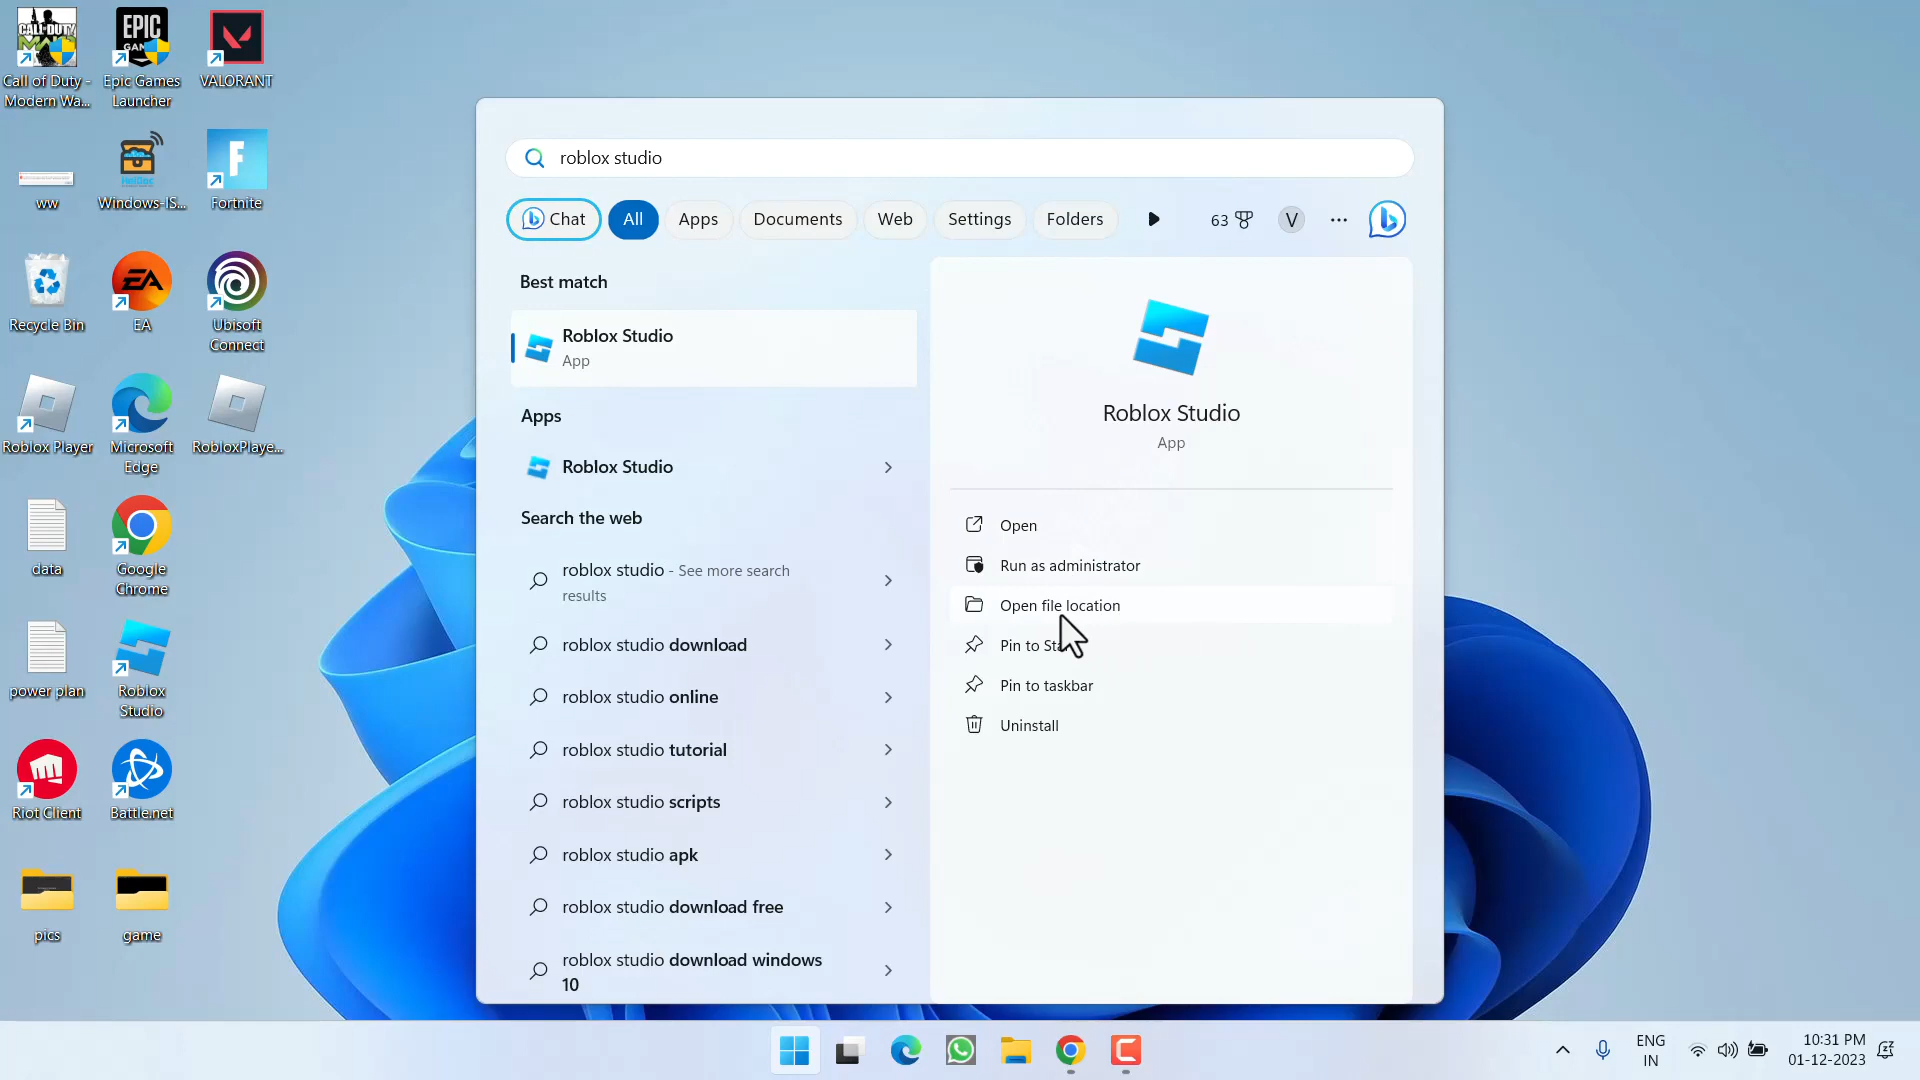 Call of Duty -
Modern Wa...
EPIC
GAMES
Epic Games
Launcher
VALORANT
ww
Windows-IS...
Fortnite
Recycle Bin
EA
Ubisoft
Connect
Roblox Player
Microsoft
Edge
RobloxPlaye...
data
Google
Chrome
power plan
Roblox
Studio
Riot Client
Battle.net
pics
game
roblox studio
Chat
All
Apps
Documents
Web
Settings
Folders
63
V
Best match
Roblox Studio
App
Apps
Roblox Studio
Search the web
roblox studio - See more search
results
roblox studio download
roblox studio online
roblox studio tutorial
roblox studio scripts
roblox studio apk
roblox studio download free
roblox studio download windows
10
Roblox Studio
App
Open
Run as administrator
Open file location
Pin to Sta
Pin to taskbar
Uninstall
ENG
IN
10:31 PM
01-12-2023